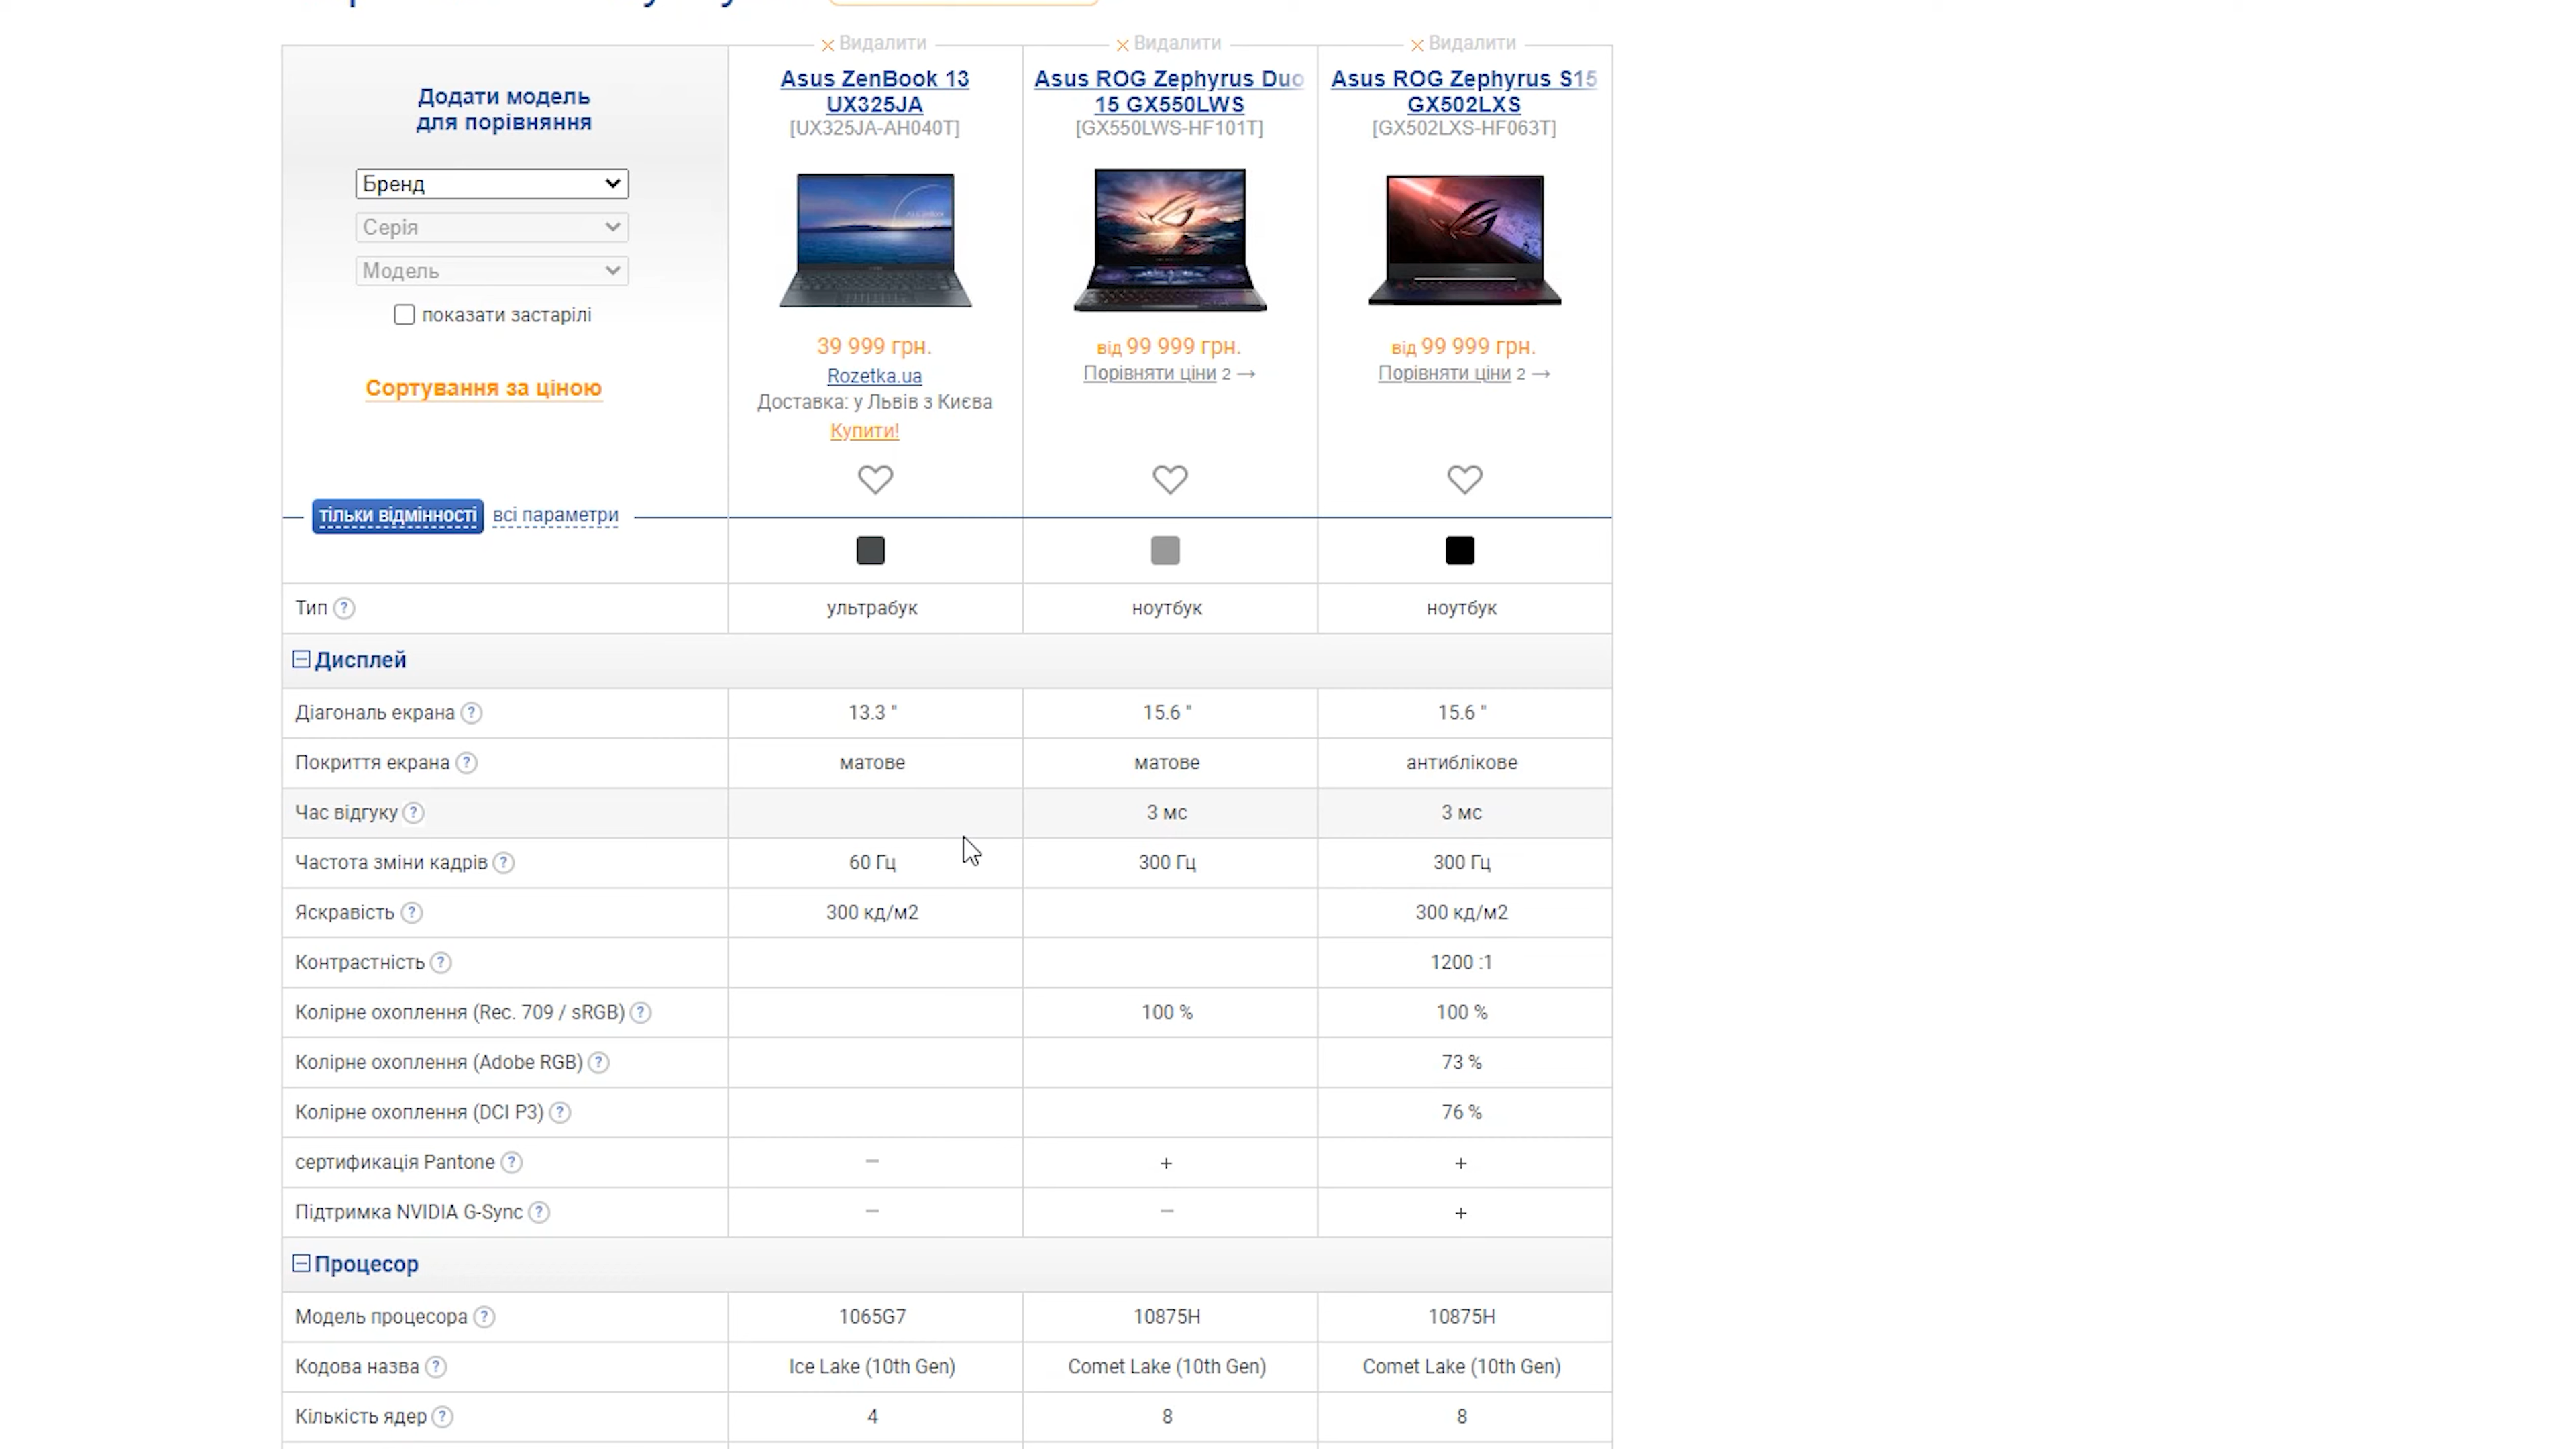 Видалити Видалити Видалити
Додати модель
для порівняння
Asus ZenBook 13
UX325JA
[UX325JA-AH040T]
Asus ROG Zephyrus Duo
15 GX550LWS
[GX550LWS-HF101T]
Asus ROG Zephyrus S15
GX502LXS
[GX502LXS-HF063T]
Бренд
Серія
Модель
показати застарілі
Сортування за ціною
39 999 грн.
Rozetka.ua
Доставка: у Львів з Києва
Купити!
від 99 999 грн.
Порівняти ціни 2 →
від 99 999 грн.
Порівняти ціни 2 →
тільки відмінності всі параметри
Тип ? ультрабук ноутбук ноутбук
Дисплей
Діагональ екрана ? 13.3 " 15.6 " 15.6 "
Покриття екрана ? матове матове антиблікове
Час відгуку ? 3 мс 3 мс
Частота зміни кадрів ? 60 Гц 300 Гц 300 Гц
Яскравість ? 300 кд/м2 300 кд/м2
Контрастність ? 1200 :1
Колірне охоплення (Rec. 709 / sRGB) ? 100 % 100 %
Колірне охоплення (Adobe RGB) ? 73 %
Колірне охоплення (DCI P3) ? 76 %
сертифікація Pantone ? − + +
Підтримка NVIDIA G-Sync ? − − +
Процесор
Модель процесора ? 1065G7 10875H 10875H
Кодова назва ? Ice Lake (10th Gen) Comet Lake (10th Gen) Comet Lake (10th Gen)
Кількість ядер ? 4 8 8